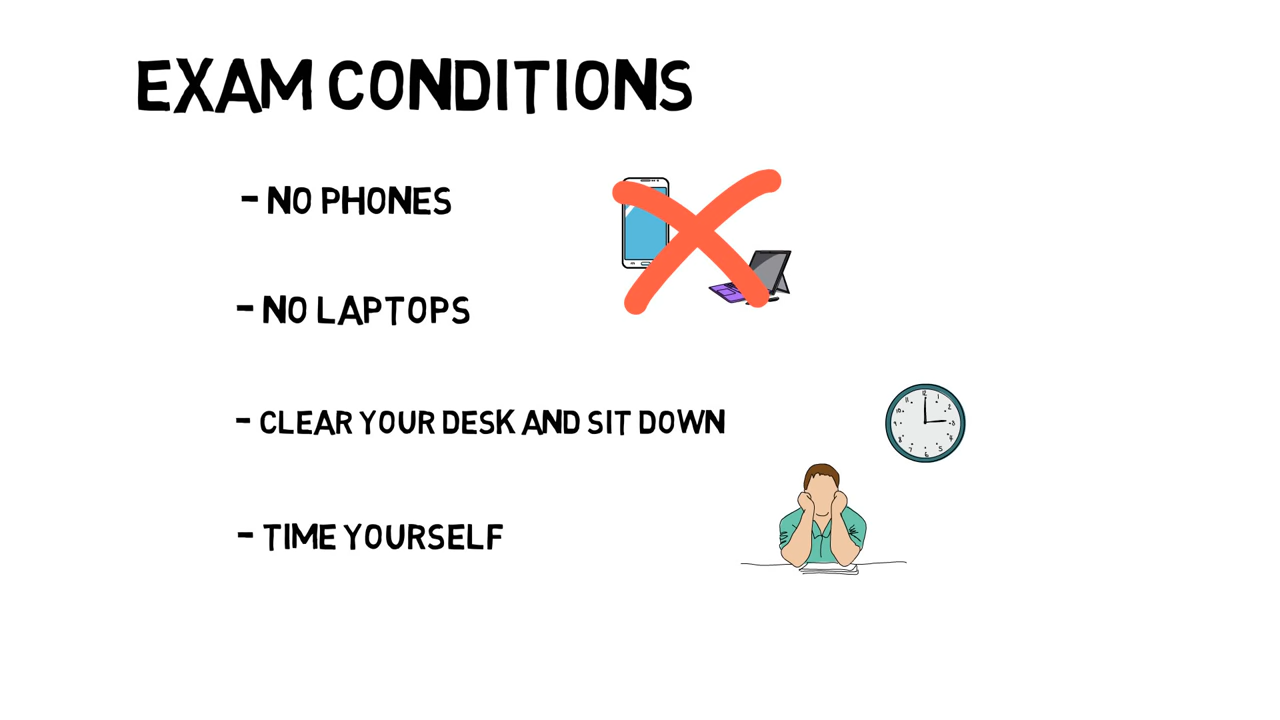 EXAM CONDITIONS
- NO PHONES
- NO LAPTOPS
- CLEAR YOUR DESK AND SIT DOWN
- TIME YOURSELF